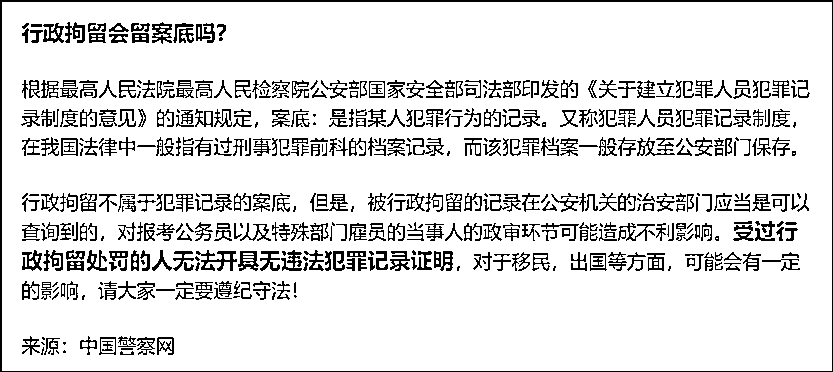 行政拘留会留案底吗？
根据最高人民法院最高人民检察院公安部国家安全部司法部印发的《关于建立犯罪人员犯罪记
录制度的意见》的通知规定，案底：是指某人犯罪行为的记录。又称犯罪人员犯罪记录制度，
在我国法律中一般指有过刑事犯罪前科的档案记录，而该犯罪档案一般存放至公安部门保存。
行政拘留不属于犯罪记录的案底，但是，被行政拘留的记录在公安机关的治安部门应当是可以
查询到的，对报考公务员以及特殊部门雇员的当事人的政审环节可能造成不利影响。受过行
政拘留处罚的人无法开具无违法犯罪记录证明，对于移民，出国等方面，可能会有一定
的影响，请大家一定要遵纪守法！
来源：中国警察网